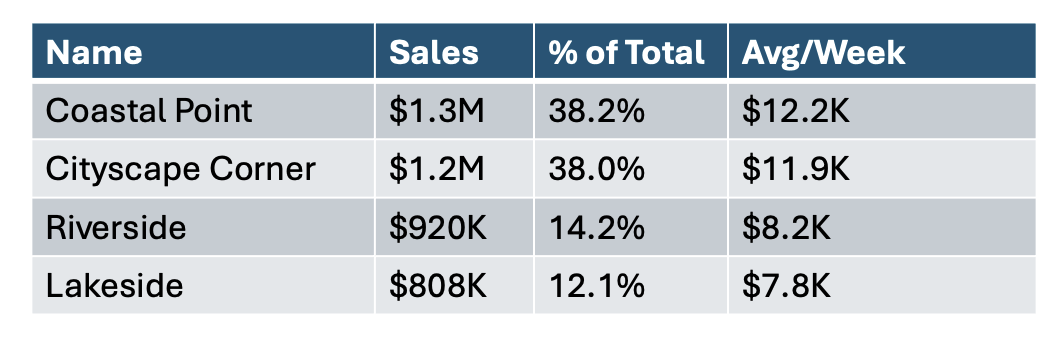 Name Sales % of Total Avg/Week
Coastal Point $1.3M 38.2% $12.2K
Cityscape Corner $1.2M 38.0% $11.9K
Riverside $920K 14.2% $8.2K
Lakeside $808K 12.1% $7.8K